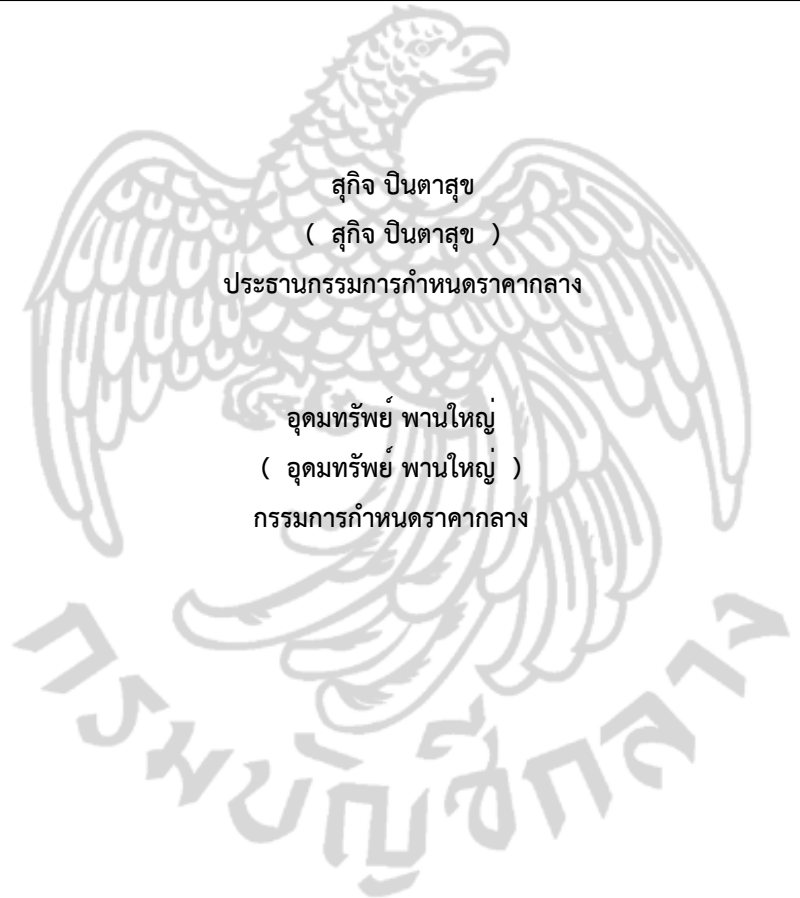 สุกิจ ปินตาสุข
( สุกิจ ปินตาสุข )
ประธานกรรมการกำหนดราคากลาง
อุดมทรัพย์ พานใหญ่
( อุดมทรัพย์ พานใหญ่ )
กรรมการกำหนดราคากลาง
กรมบัญชีกลาง